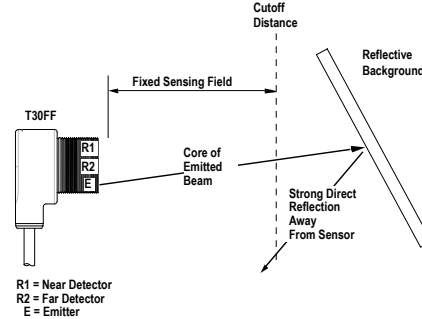 Cutoff
Distance
Reflective
Background
Fixed Sensing Field
T30FF
R1
R2
E
Core of
Emitted
Beam
Strong Direct
Reflection
Away
From Sensor
R1 = Near Detector
R2 = Far Detector
E = Emitter